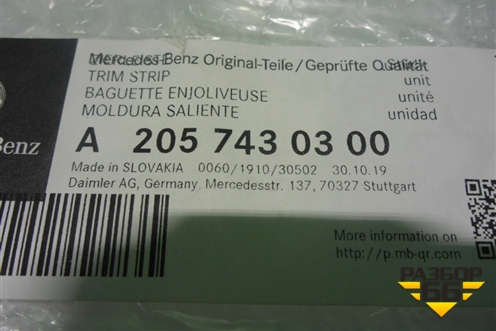 Mercedes-Benz Original-Teile/Geprüfte Qualität
TRIM STRIP unit
BAGUETTE ENJOLIVEUSE unité
MOLDURA SALIENTE unidad
Benz
A 205 743 03 00
Made in SLOVAKIA 0060/1910/30502 30.10.19
Daimler AG, Germany, Mercedesstr. 137, 70327 Stuttgart
More information on
http://p.mb-qr.com
РАЗБОР
66